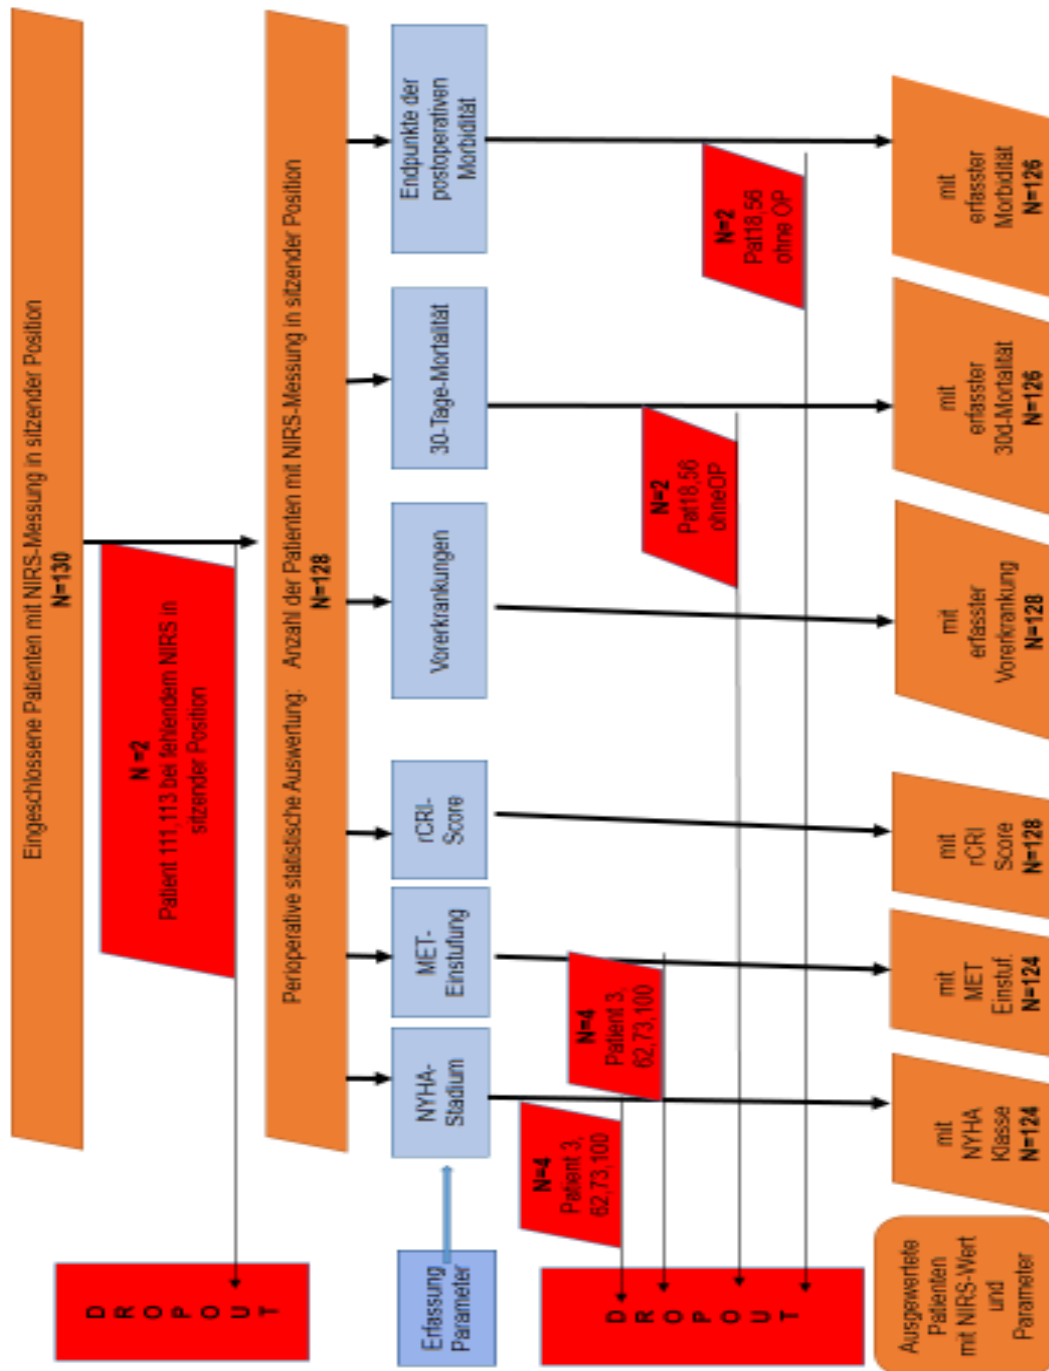 Eingeschlossene Patienten mit NIRS-Messung in sitzender Position
N=130
N =2
Patient 111,113 bei fehlendem NIRS in
sitzender Position
D
R
O
P
O
U
T
Perioperative statistische Auswertung: Anzahl der Patienten mit NIRS-Messung in sitzender Position
N=128
Erfassung
Parameter
NYHA-
Stadium
MET-
Einstufung
rCRI-
Score
Vorerkrankungen
30-Tage-Mortalität
Endpunkte der
postoperativen
Morbidität
N=4
Patient 3,
62,73,100
N=4
Patient 3,
62,73,100
N=2
Pat18,56
ohneOP
N=2
Pat18,56
ohne OP
D
R
O
P
O
U
T
Ausgewertete
Patienten
mit NIRS-Wert
und
Parameter
mit
NYHA
Klasse
N=124
mit
MET
Einstuf.
N=124
mit
rCRI
Score
N=128
mit
erfasster
Vorerkrankung
N=128
mit
erfasster
30d-Mortalität
N=126
mit
erfasster
Morbidität
N=126